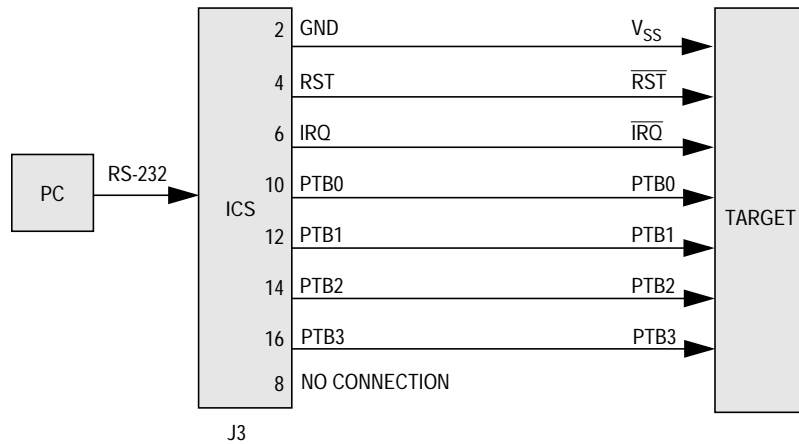 2 GND V_SS
4 RST R̅S̅T̅
6 IRQ I̅R̅Q̅
PC RS-232
10 PTB0 PTB0
ICS
TARGET
12 PTB1 PTB1
14 PTB2 PTB2
16 PTB3 PTB3
8 NO CONNECTION
J3